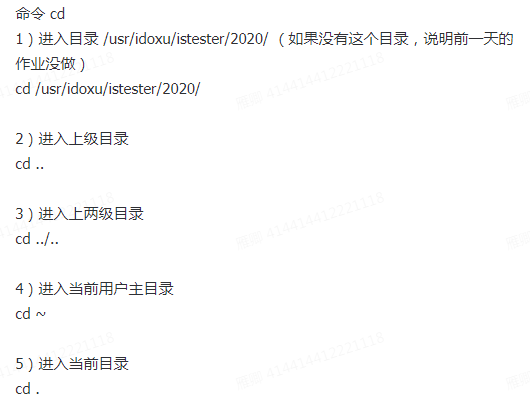 命令 cd
1）进入目录 /usr/idoxu/istester/2020/ （如果没有这个目录，说明前一天的
作业没做）
cd /usr/idoxu/istester/2020/
2）进入上级目录
cd ..
3）进入上两级目录
cd ../..
4）进入当前用户主目录
cd ~
5）进入当前目录
cd .